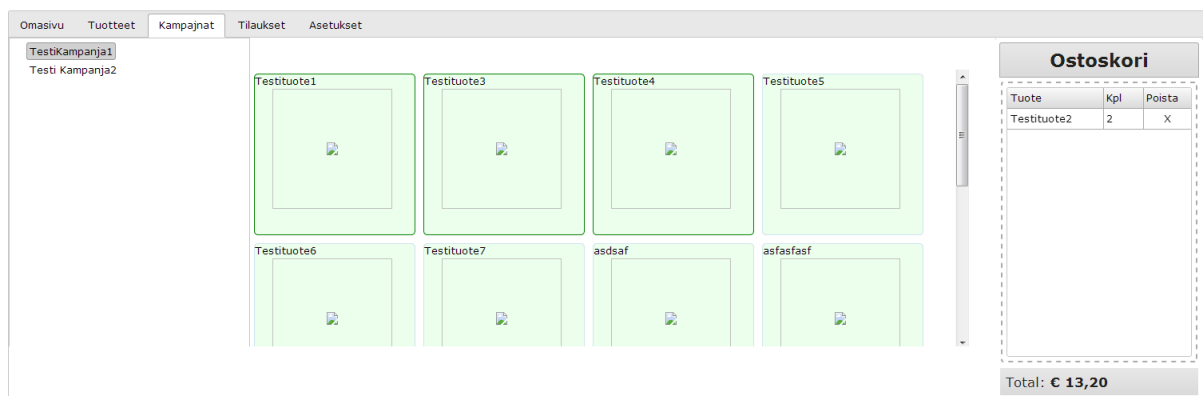 Omasivu Tuotteet Kampajnat Tilaukset Asetukset
TestiKampanja1
Testi Kampanja2
Testituote1 Testituote3 Testituote4 Testituote5
Testituote6 Testituote7 asdsaf asfasfasf
Ostoskori
Tuote Kpl Poista
Testituote2 2 X
Total: € 13,20